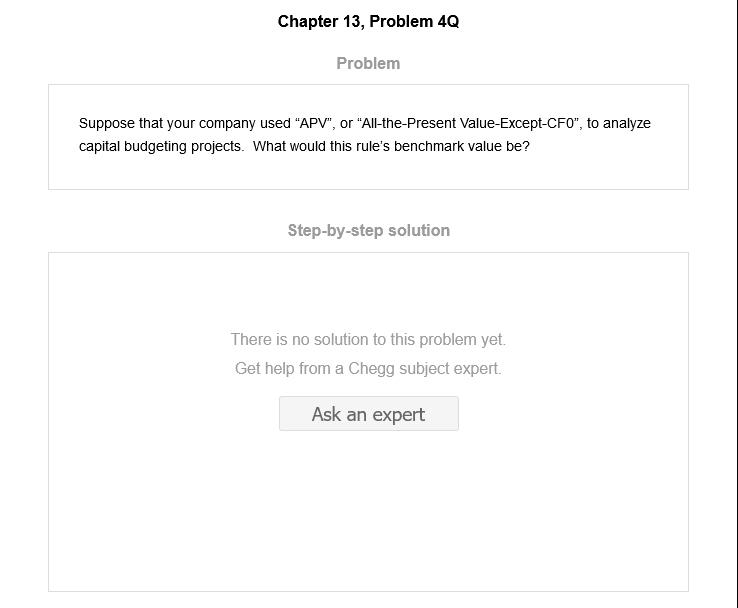 Chapter 13, Problem 4Q
Problem
Suppose that your company used “APV”, or “All-the-Present Value-Except-CF0”, to analyze
capital budgeting projects.  What would this rule’s benchmark value be?
Step-by-step solution
There is no solution to this problem yet.
Get help from a Chegg subject expert.
Ask an expert